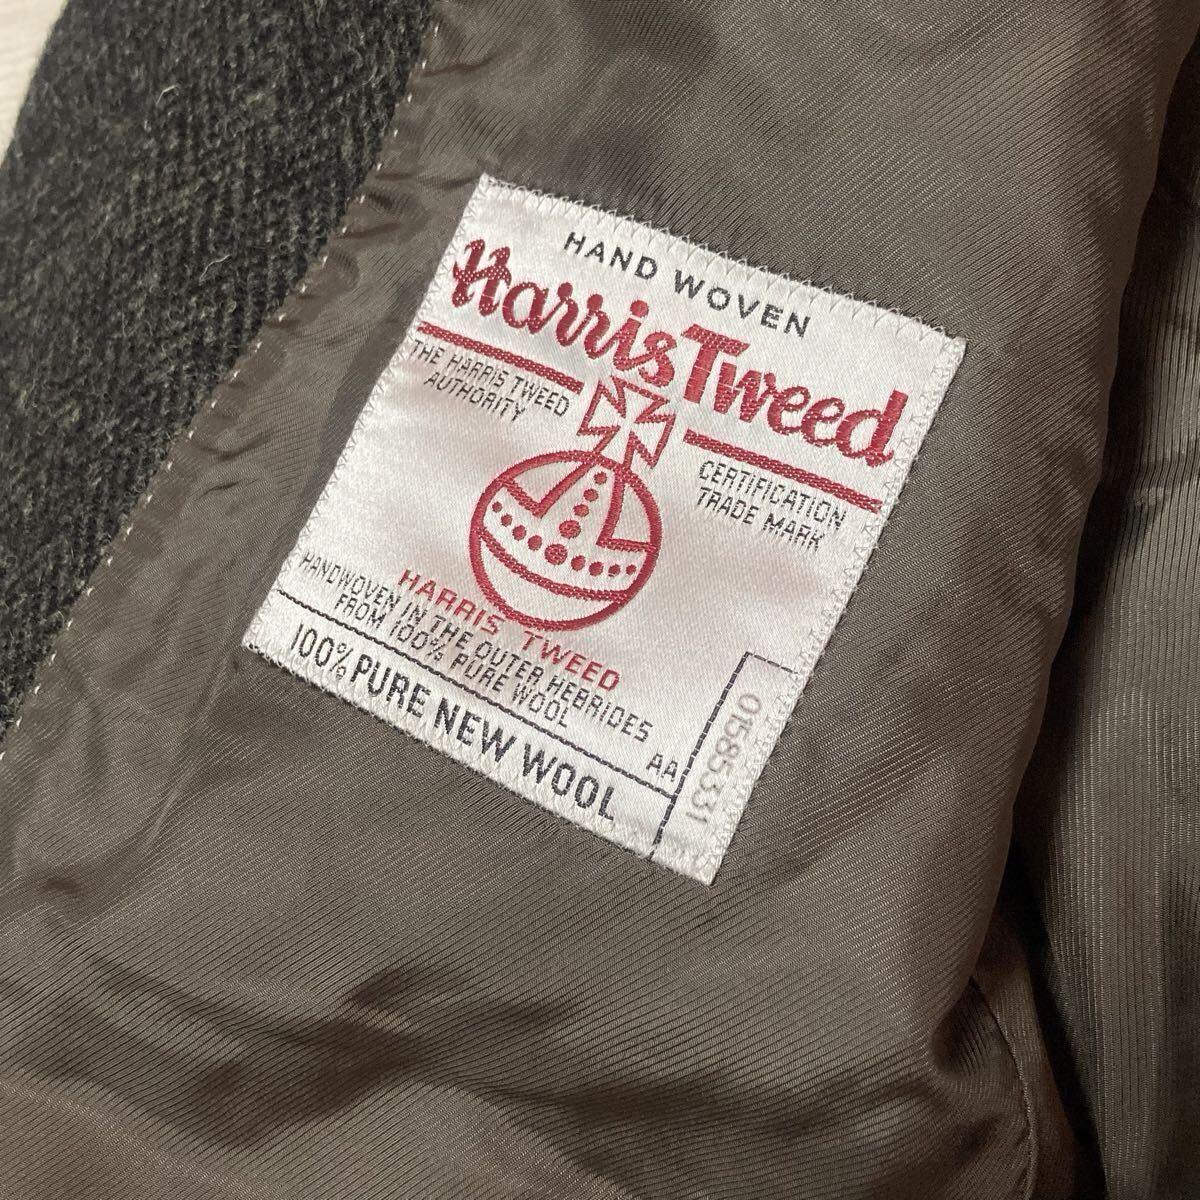 HAND WOVEN
Harris Tweed
THE HARRIS TWEED
AUTHORITY
CERTIFICATION
TRADE MARK
HARRIS TWEED
HANDWOVEN IN THE OUTER HEBRIDES
FROM 100% PURE WOOL
AA
100% PURE NEW WOOL
01585331